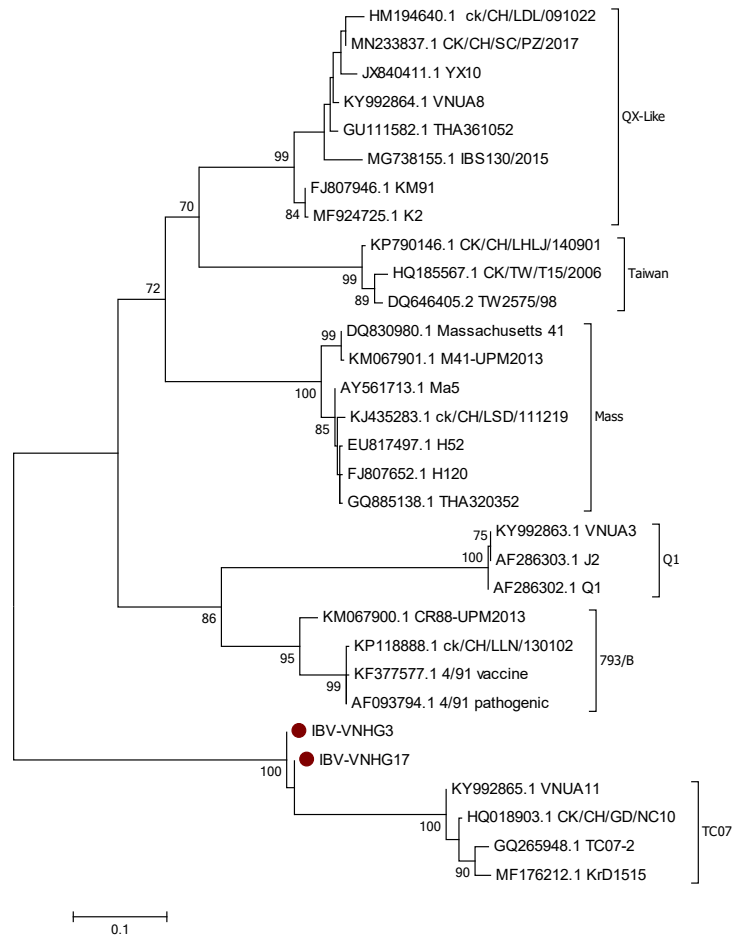 HM194640.1 ck/CH/LDL/091022
MN233837.1 CK/CH/SC/PZ/2017
JX840411.1 YX10
KY992864.1 VNUA8
QX-Like
GU111582.1 THA361052
99
MG738155.1 IBS130/2015
FJ807946.1 KM91
84
MF924725.1 K2
70
KP790146.1 CK/CH/LHLJ/140901
99
HQ185567.1 CK/TW/T15/2006
Taiwan
89
DQ646405.2 TW2575/98
72
99
DQ830980.1 Massachusetts 41
KM067901.1 M41-UPM2013
100
AY561713.1 Ma5
KJ435283.1 ck/CH/LSD/111219
Mass
85
EU817497.1 H52
FJ807652.1 H120
GQ885138.1 THA320352
75
KY992863.1 VNUA3
100
AF286303.1 J2
Q1
AF286302.1 Q1
86
KM067900.1 CR88-UPM2013
95
KP118888.1 ck/CH/LLN/130102
793/B
KF377577.1 4/91 vaccine
99
AF093794.1 4/91 pathogenic
IBV-VNHG3
100
IBV-VNHG17
KY992865.1 VNUA11
100
HQ018903.1 CK/CH/GD/NC10
TC07
GQ265948.1 TC07-2
90
MF176212.1 KrD1515
0.1